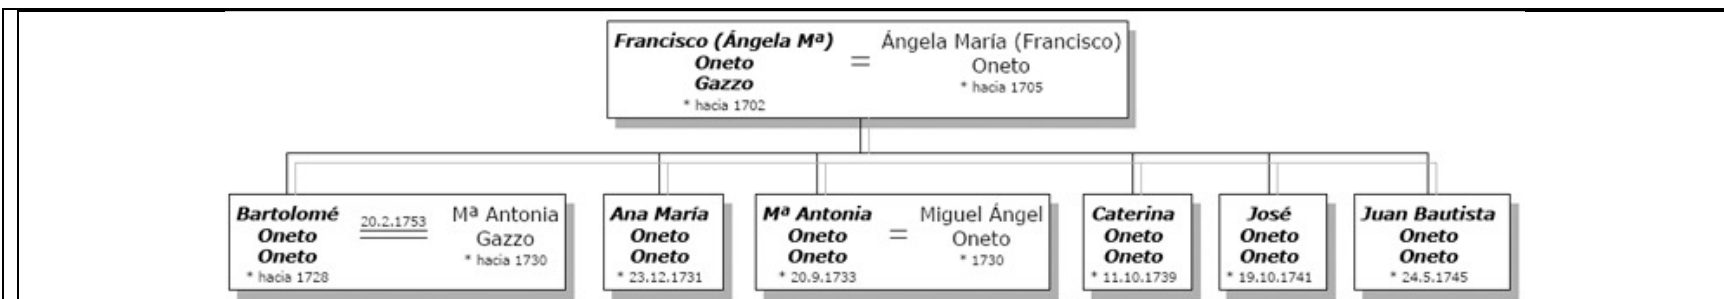 Francisco (Ángela Mª)
Oneto
Gazzo
* hacia 1702
=
Ángela María (Francisco)
Oneto
* hacia 1705
Bartolomé
Oneto
Oneto
* hacia 1728
20.2.1753
Mª Antonia
Gazzo
* hacia 1730
Ana María
Oneto
Oneto
* 23.12.1731
Mª Antonia
Oneto
Oneto
* 20.9.1733
=
Miguel Ángel
Oneto
* 1730
Caterina
Oneto
Oneto
* 11.10.1739
José
Oneto
Oneto
* 19.10.1741
Juan Bautista
Oneto
Oneto
* 24.5.1745